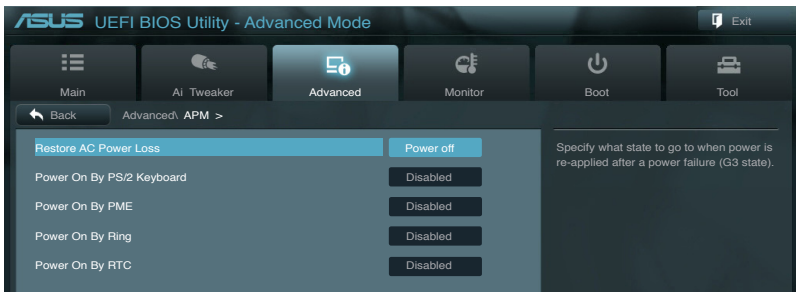 ASUS UEFI BIOS Utility - Advanced Mode
Exit
Main
Ai Tweaker
Advanced
Monitor
Boot
Tool
Back
Advanced\ APM >
Restore AC Power Loss Power off
Power On By PS/2 Keyboard Disabled
Power On By PME Disabled
Power On By Ring Disabled
Power On By RTC Disabled
Specify what state to go to when power is
re-applied after a power failure (G3 state).